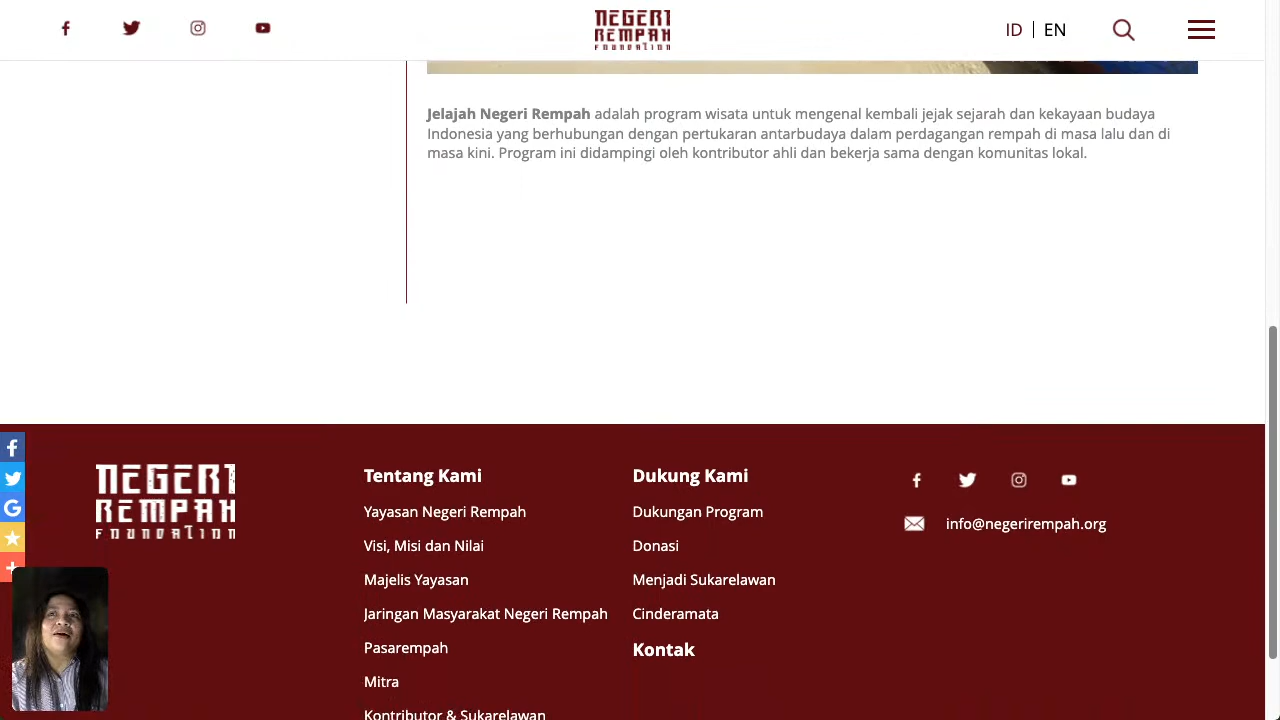 NEGERI
REMPAH
FOUNDATION
ID
EN
Jelajah Negeri Rempah adalah program wisata untuk mengenal kembali jejak sejarah dan kekayaan budaya
Indonesia yang berhubungan dengan pertukaran antarbudaya dalam perdagangan rempah di masa lalu dan di
masa kini. Program ini didampingi oleh kontributor ahli dan bekerja sama dengan komunitas lokal.
NEGERI
REMPAH
FOUNDATION
Tentang Kami
Yayasan Negeri Rempah
Visi, Misi dan Nilai
Majelis Yayasan
Jaringan Masyarakat Negeri Rempah
Pasarempah
Mitra
Kontributor & Sukarelawan
Dukung Kami
Dukungan Program
Donasi
Menjadi Sukarelawan
Cinderamata
Kontak
info@negerirempah.org